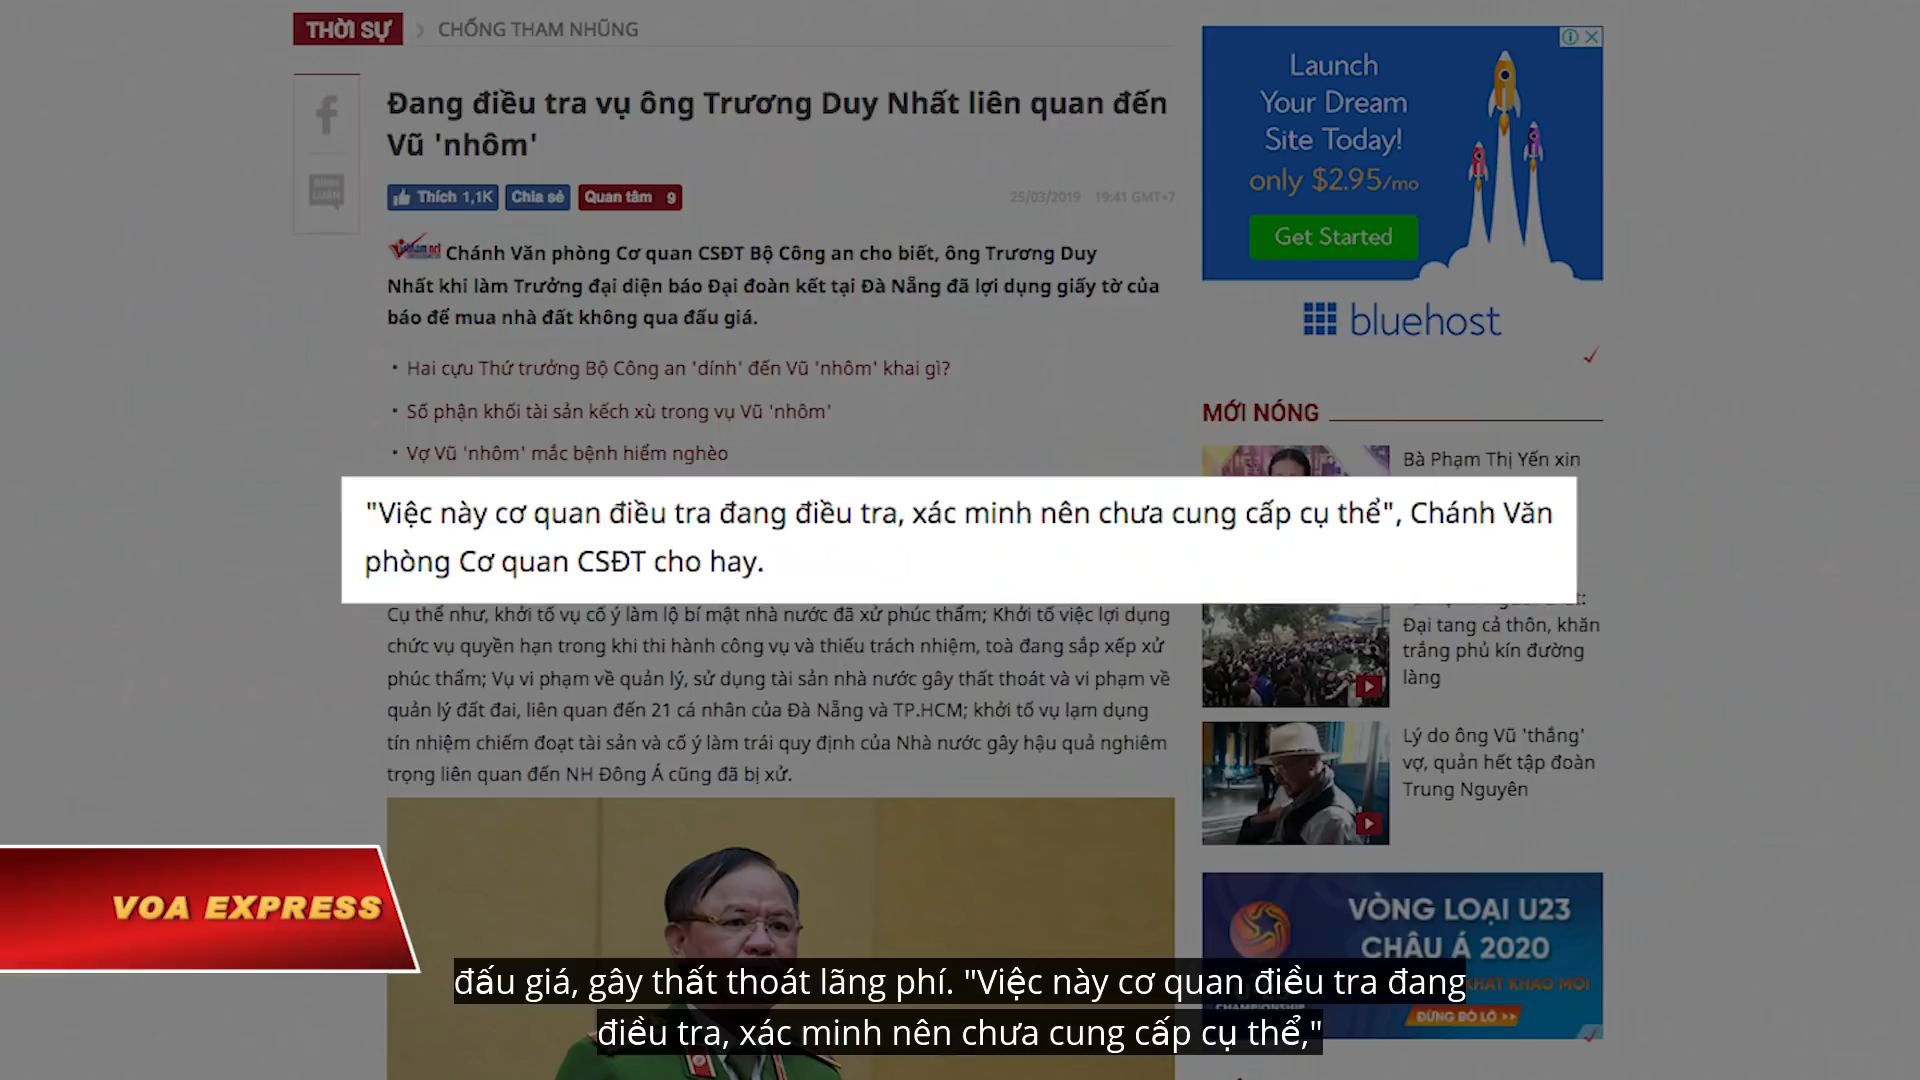 THỜI SỰ
CHỐNG THAM NHŨNG
Đang điều tra vụ ông Trương Duy Nhất liên quan đến
Vũ 'nhôm'
Thích 1,1K
Chia sẻ
Quan tâm 9
25/03/2019 19:41 GMT+7
BÌNH
LUẬN
Chánh Văn phòng Cơ quan CSĐT Bộ Công an cho biết, ông Trương Duy
Nhất khi làm Trưởng đại diện báo Đại đoàn kết tại Đà Nẵng đã lợi dụng giấy tờ của
báo để mua nhà đất không qua đấu giá.
• Hai cựu Thứ trưởng Bộ Công an 'dính' đến Vũ 'nhôm' khai gì?
• Số phận khối tài sản kếch xù trong vụ Vũ 'nhôm'
• Vợ Vũ 'nhôm' mắc bệnh hiểm nghèo
"Việc này cơ quan điều tra đang điều tra, xác minh nên chưa cung cấp cụ thể", Chánh Văn
phòng Cơ quan CSĐT cho hay.
Cụ thể như, khởi tố vụ cố ý làm lộ bí mật nhà nước đã xử phúc thẩm; Khởi tố việc lợi dụng
chức vụ quyền hạn trong khi thi hành công vụ và thiếu trách nhiệm, toà đang sắp xếp xử
phúc thẩm; Vụ vi phạm về quản lý, sử dụng tài sản nhà nước gây thất thoát và vi phạm về
quản lý đất đai, liên quan đến 21 cá nhân của Đà Nẵng và TP.HCM; khởi tố vụ lạm dụng
tín nhiệm chiếm đoạt tài sản và cố ý làm trái quy định của Nhà nước gây hậu quả nghiêm
trọng liên quan đến NH Đông Á cũng đã bị xử.
Launch
Your Dream
Site Today!
only $2.95/mo
Get Started
bluehost
MỚI NÓNG
Bà Phạm Thị Yến xin
Đại tang cả thôn, khăn
trắng phủ kín đường
làng
Lý do ông Vũ 'thắng'
vợ, quản hết tập đoàn
Trung Nguyên
VÒNG LOẠI U23
CHÂU Á 2020
KHÁT KHAO MỚI
ĐỪNG BỎ LỠ >>
CHAMPIONSHIP
VOA EXPRESS
đấu giá, gây thất thoát lãng phí. "Việc này cơ quan điều tra đang
điều tra, xác minh nên chưa cung cấp cụ thể,"